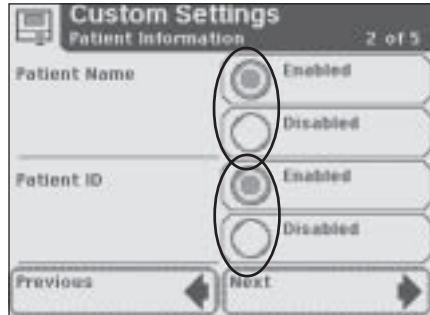 Custom Settings
Patient Information 2 of 5
Patient Name
Enabled
Disabled
Patient ID
Enabled
Disabled
Previous
Next